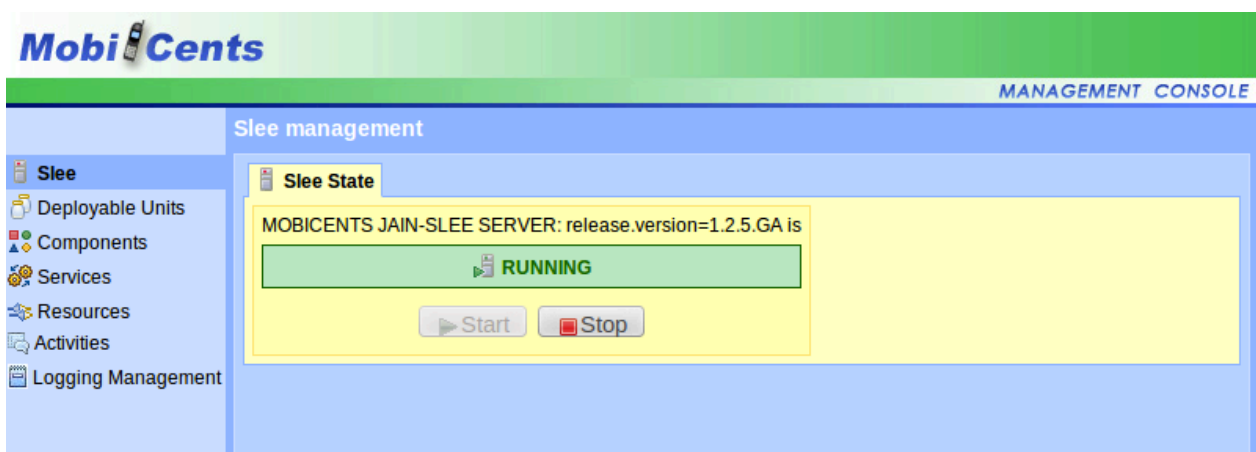 MobiCents
MANAGEMENT CONSOLE
Slee management
Slee
Deployable Units
Components
Services
Resources
Activities
Logging Management
Slee State
MOBICENTS JAIN-SLEE SERVER: release.version=1.2.5.GA is
RUNNING
Start Stop